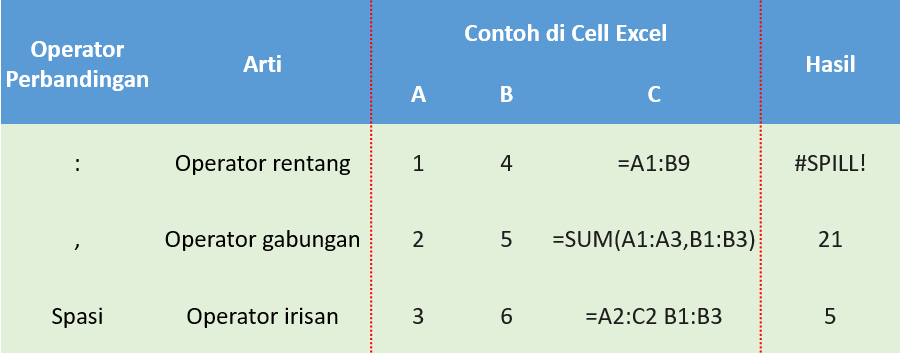 Operator Perbandingan
Arti
Contoh di Cell Excel
A B C
Hasil
: Operator rentang 1 4 =A1:B9 #SPILL!
, Operator gabungan 2 5 =SUM(A1:A3,B1:B3) 21
Spasi Operator irisan 3 6 =A2:C2 B1:B3 5